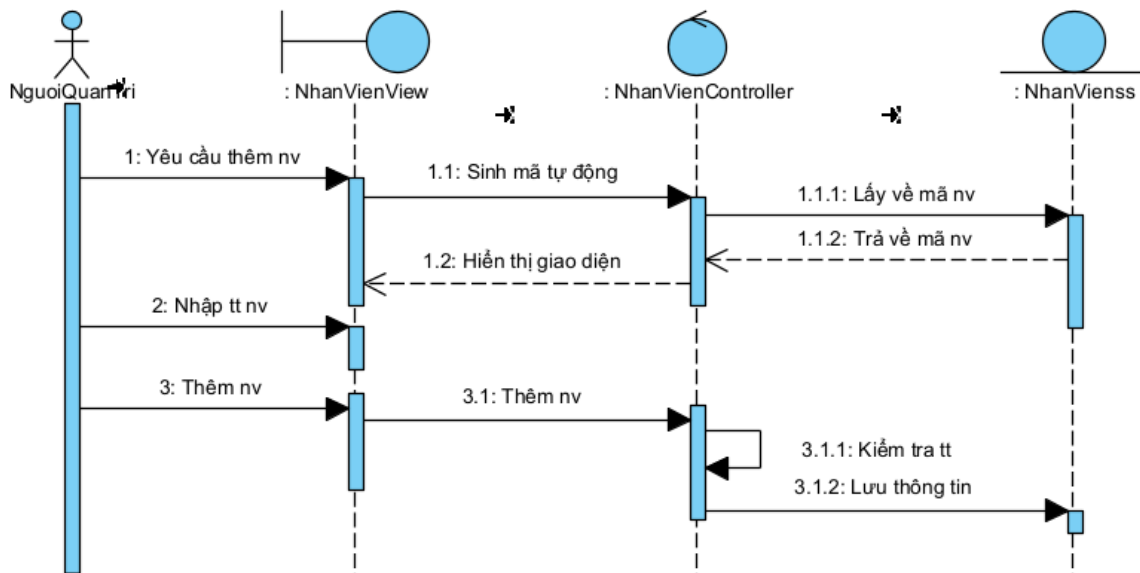 NguoiQuanTri
: NhanVienView
: NhanVienController
: NhanVienss
1: Yêu cầu thêm nv
1.1: Sinh mã tự động
1.1.1: Lấy về mã nv
1.1.2: Trả về mã nv
1.2: Hiển thị giao diện
2: Nhập tt nv
3: Thêm nv
3.1: Thêm nv
3.1.1: Kiểm tra tt
3.1.2: Lưu thông tin